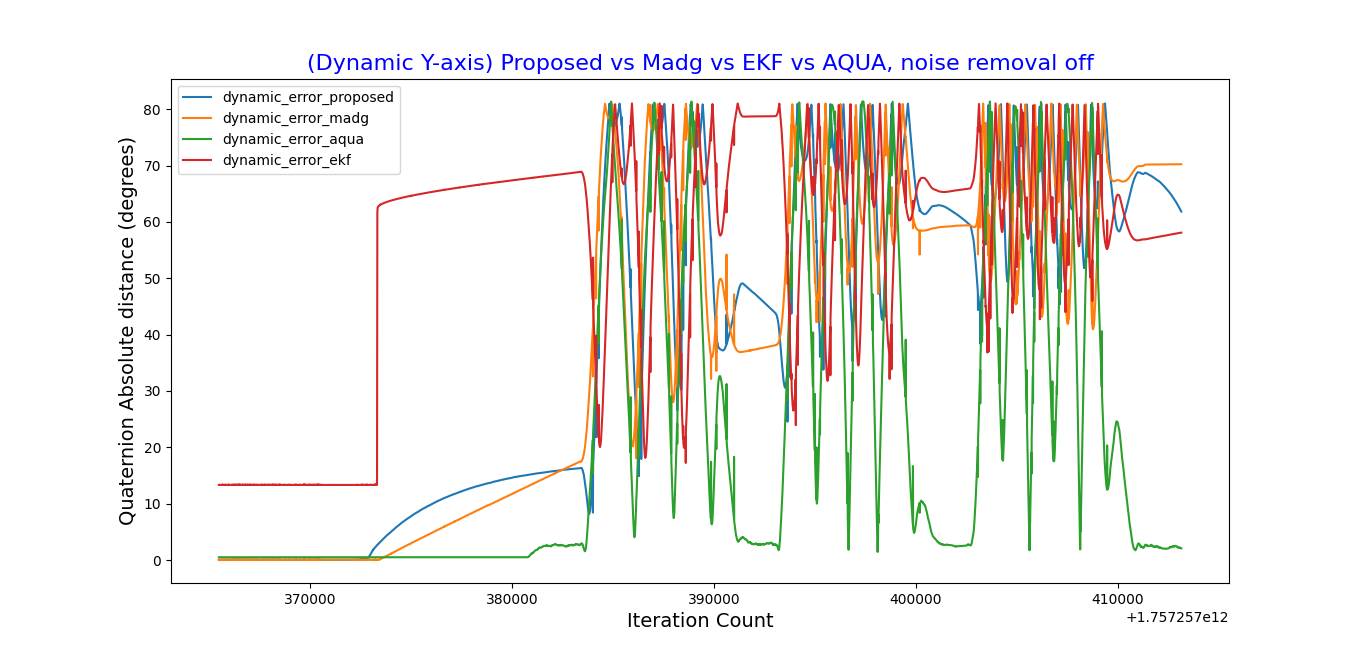 (Dynamic Y-axis) Proposed vs Madg vs EKF vs AQUA, noise removal off
dynamic_error_proposed
dynamic_error_madg
dynamic_error_aqua
dynamic_error_ekf
Quaternion Absolute distance (degrees)
80
70
60
50
40
30
20
10
0
370000 380000 390000 400000 410000
Iteration Count
+1.757257e12